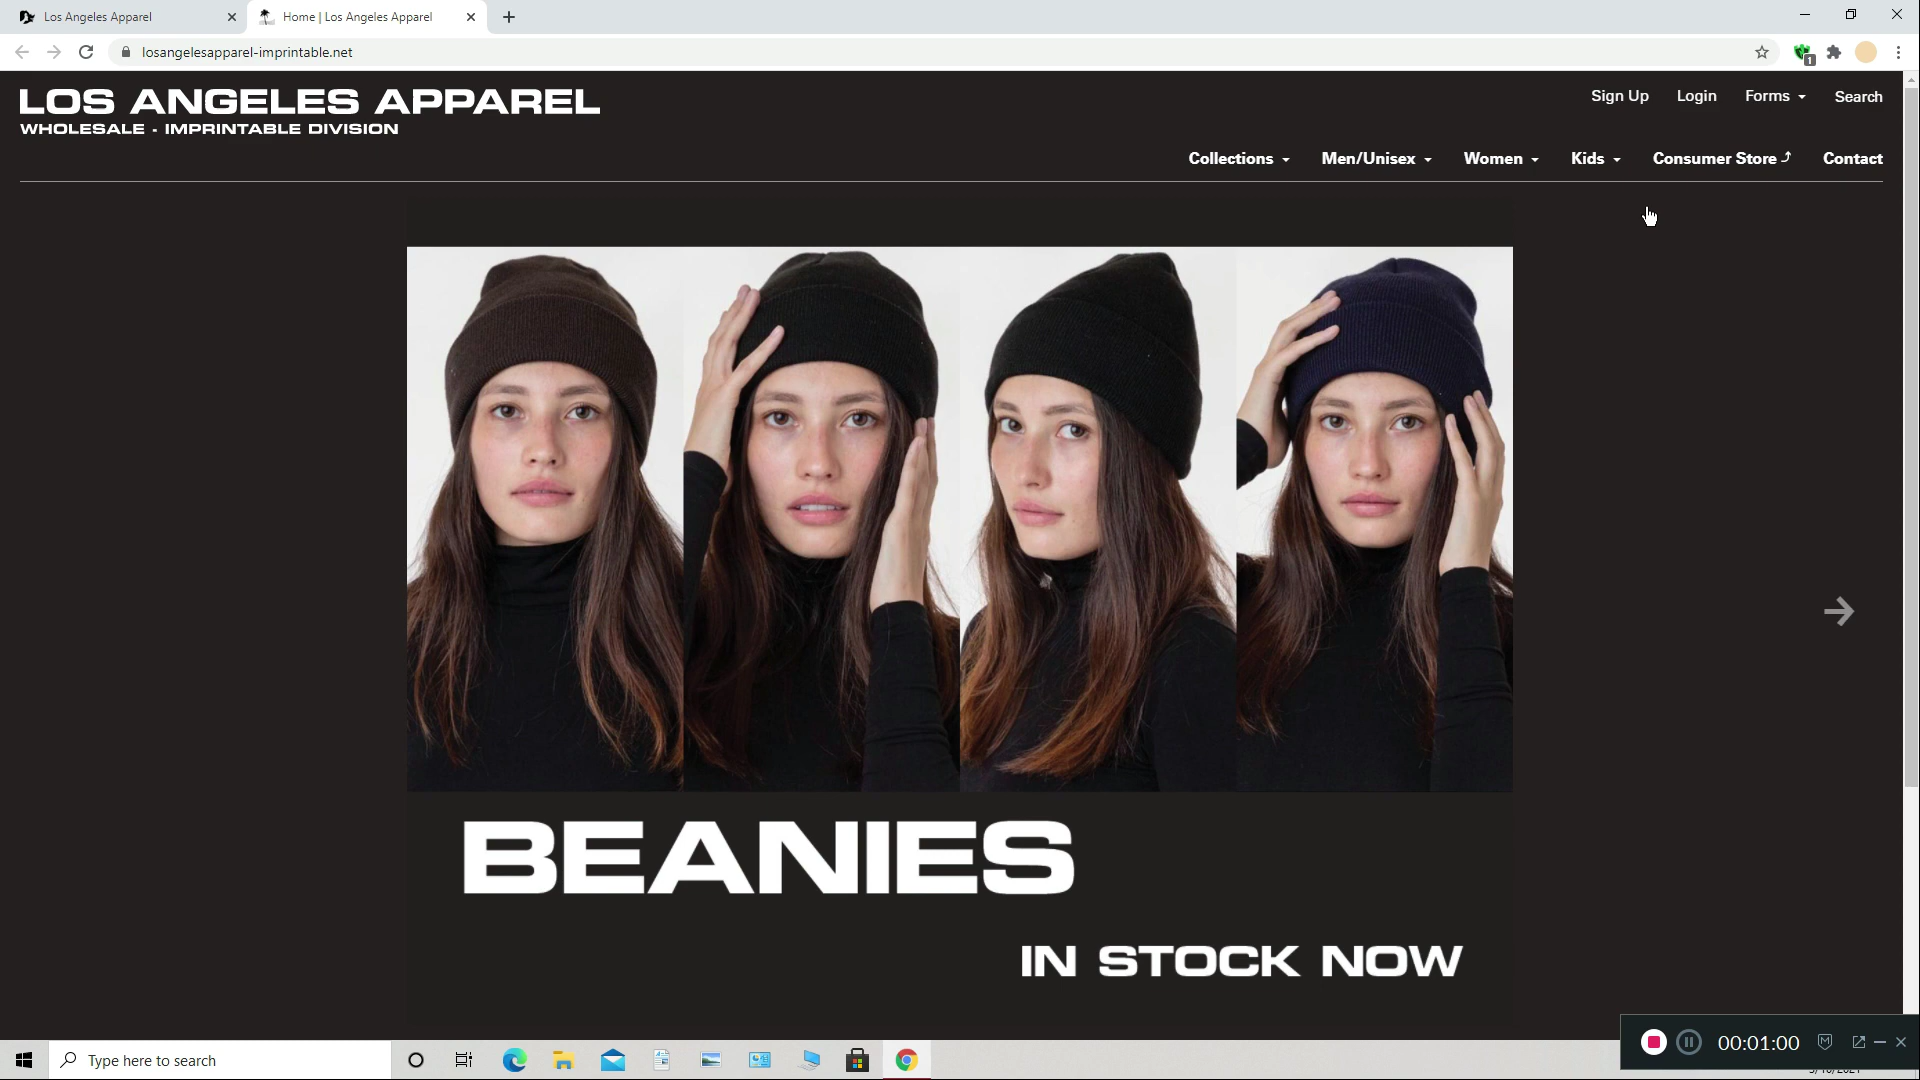 Los Angeles Apparel
Home | Los Angeles Apparel
losangelesapparel-imprintable.net
1
LOS ANGELES APPAREL
WHOLESALE - IMPRINTABLE DIVISION
Sign Up
Login
Forms
Search
Collections
Men/Unisex
Women
Kids
Consumer Store
Contact
BEANIES
IN STOCK NOW
00:01:00
Type here to search